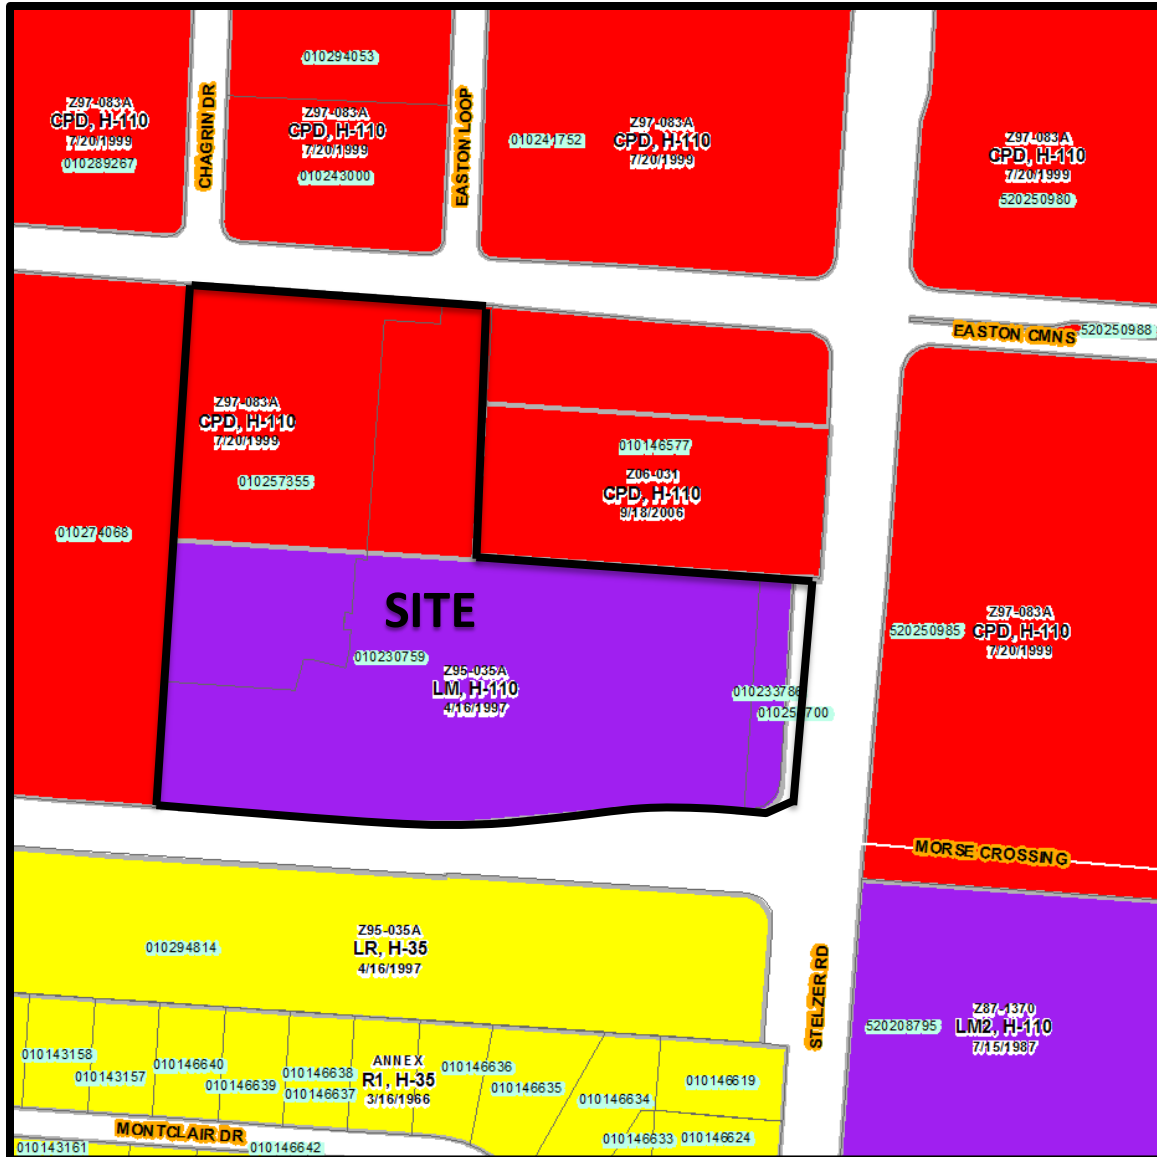 010294053
Z97-083A
CPD, H-110
7/20/1999
010289267
CHAGRIN DR
Z97-083A
CPD, H-110
7/20/1999
010243000
EASTON LOOP
010241752
Z97-083A
CPD, H-110
7/20/1999
Z97-083A
CPD, H-110
7/20/1999
520250980
EASTON CMNS
520250988
Z97-083A
CPD, H-110
7/20/1999
010257355
010274068
010146577
Z06-031
CPD, H-110
9/18/2006
SITE
010230759
Z95-035A
LM, H-110
4/16/1997
010233786
Z97-083A
520250985
CPD, H-110
7/20/1999
MORSE CROSSING
Z95-035A
010294814
LR, H-35
4/16/1997
STELZER RD
Z87-1370
520208795
LM2, H-110
7/15/1987
010143158
010143157
010146640
010146639
010146638
010146637
ANNEX
R1, H-35
3/16/1966
010146636
010146635
010146634
010146619
010146633
010146624
MONTCLAIR DR
010143161
010146642